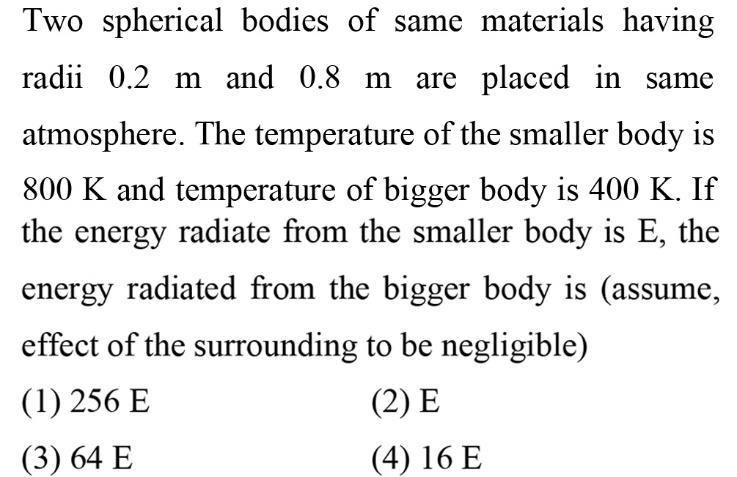 Two spherical bodies of same materials having
radii 0.2 m and 0.8 m are placed in same
atmosphere. The temperature of the smaller body is
800 K and temperature of bigger body is 400 K. If
the energy radiate from the smaller body is E, the
energy radiated from the bigger body is (assume,
effect of the surrounding to be negligible)
(1) 256 E (2) E
(3) 64 E (4) 16 E